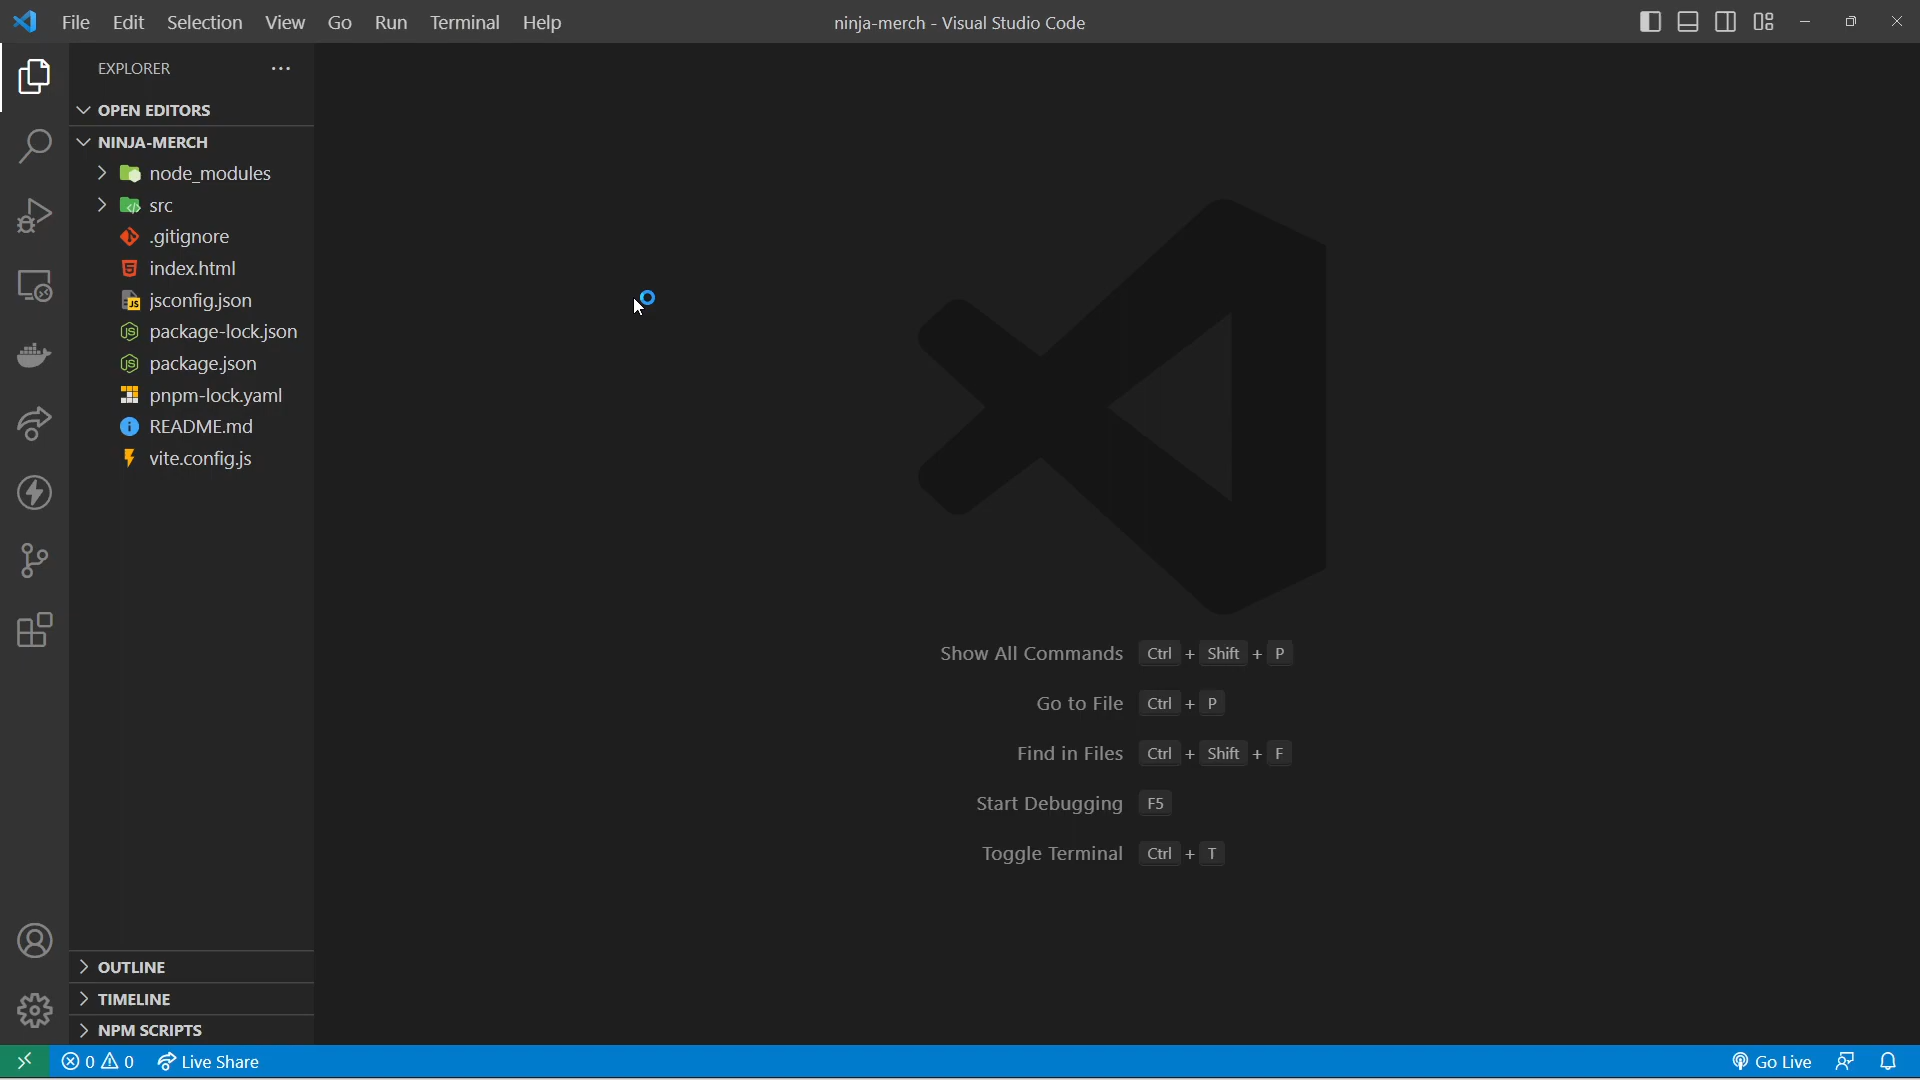 File Edit Selection View Go Run Terminal Help
ninja-merch - Visual Studio Code
EXPLORER
OPEN EDITORS
NINJA-MERCH
node_modules
src
.gitignore
index.html
jsconfig.json
package-lock.json
package.json
pnpm-lock.yaml
README.md
vite.config.js
Show All Commands Ctrl + Shift + P
Go to File Ctrl + P
Find in Files Ctrl + Shift + F
Start Debugging F5
Toggle Terminal Ctrl + T
OUTLINE
TIMELINE
NPM SCRIPTS
0 0 Live Share
Go Live